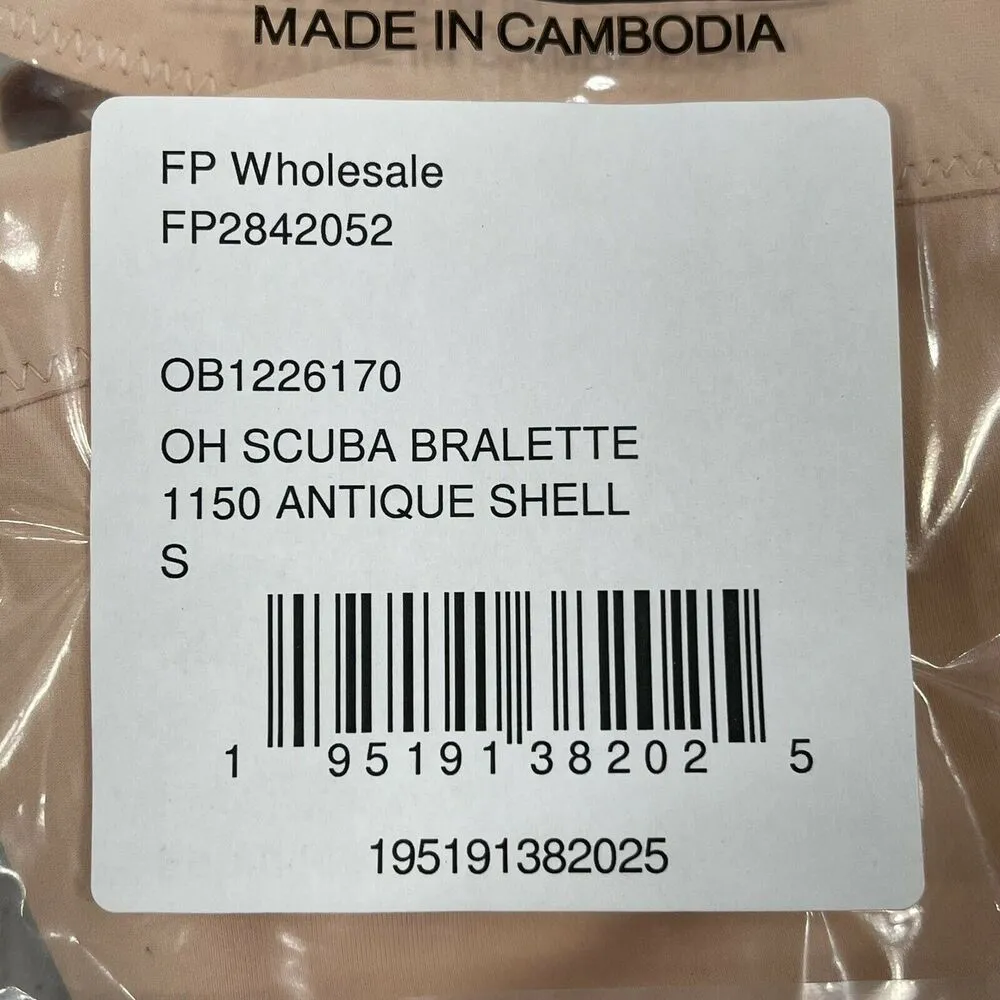 MADE IN CAMBODIA
FP Wholesale
FP2842052
OB1226170
OH SCUBA BRALETTE
1150 ANTIQUE SHELL
S
1 95191 38202 5
195191382025